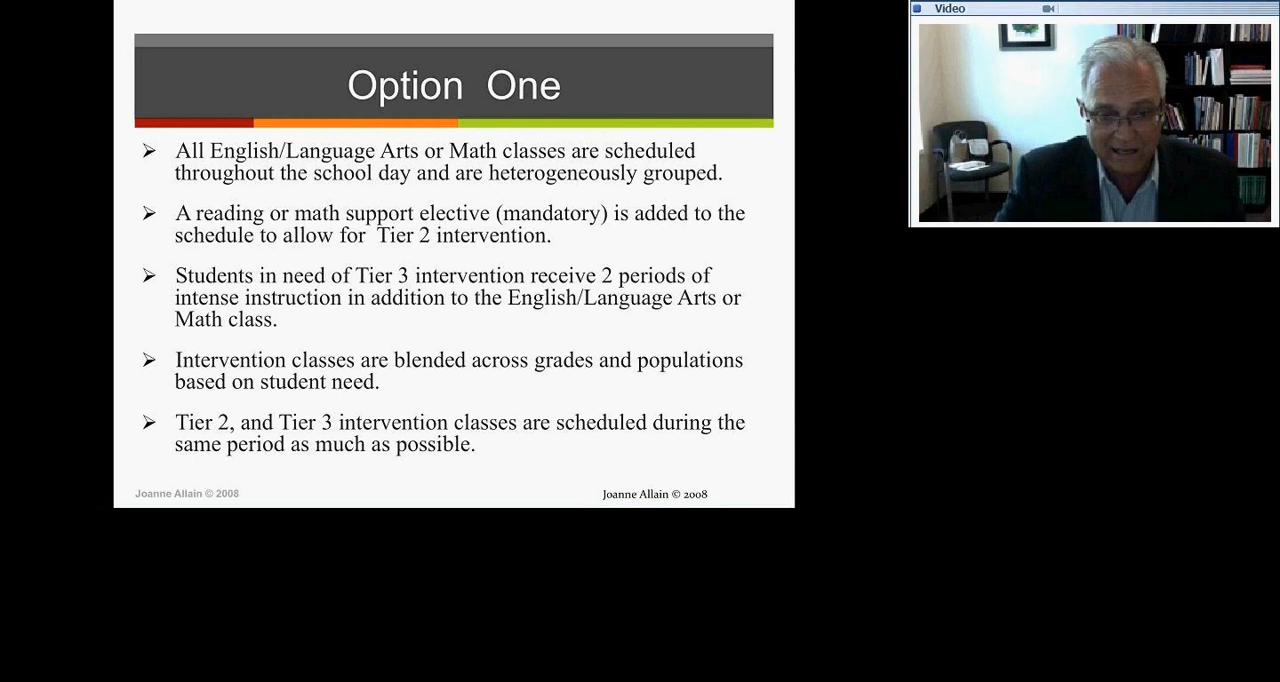 Option One
All English/Language Arts or Math classes are scheduled
throughout the school day and are heterogeneously grouped.
A reading or math support elective (mandatory) is added to the
schedule to allow for Tier 2 intervention.
Students in need of Tier 3 intervention receive 2 periods of
intense instruction in addition to the English/Language Arts or
Math class.
Intervention classes are blended across grades and populations
based on student need.
Tier 2, and Tier 3 intervention classes are scheduled during the
same period as much as possible.
Joanne Allain © 2008
Joanne Allain © 2008
Video